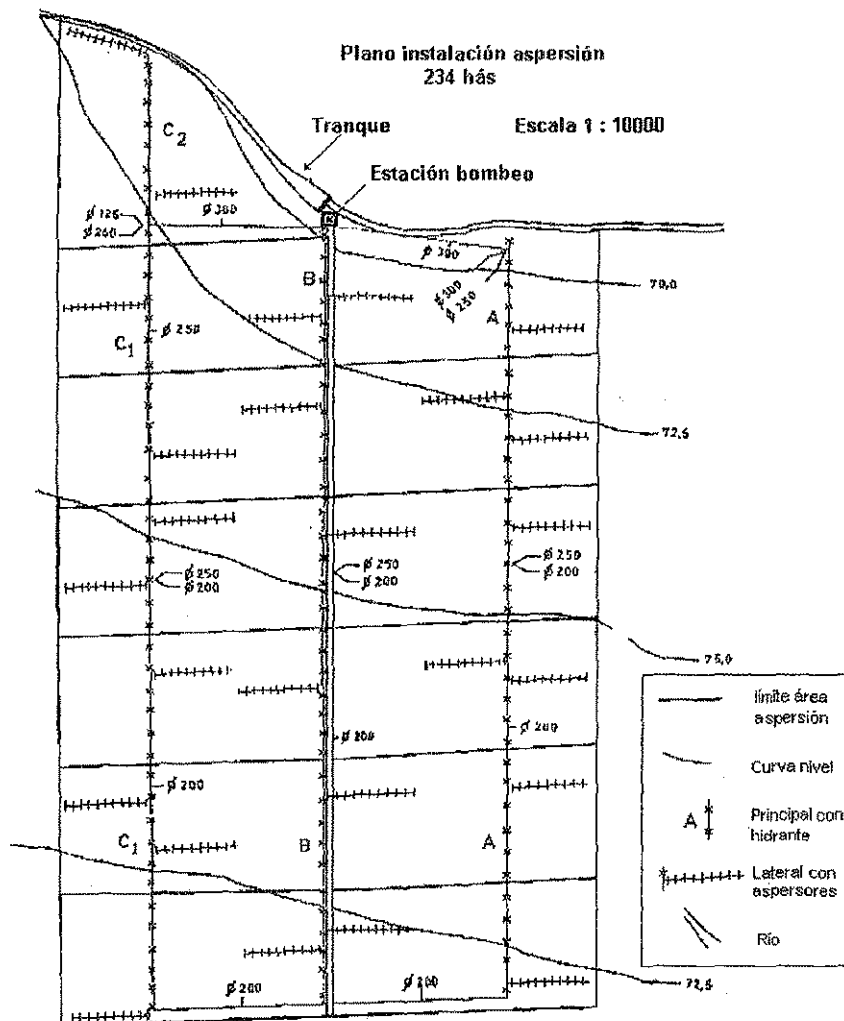 Plano instalación aspersión
234 hás
Tranque
Escala 1 : 10000
C2
Estación bombeo
ø 300
ø 200
B
ø 300
ø 300
ø 250
70,0
A
C1
ø 250
72,5
ø 250
ø 200
ø 250
ø 200
ø 250
ø 200
75,0
límite área
aspersión
ø 200
ø 200
Curva nivel
ø 200
A
Principal con
hidrante
C1
B
A
Lateral con
aspersores
Río
ø 200
ø 200
72,5